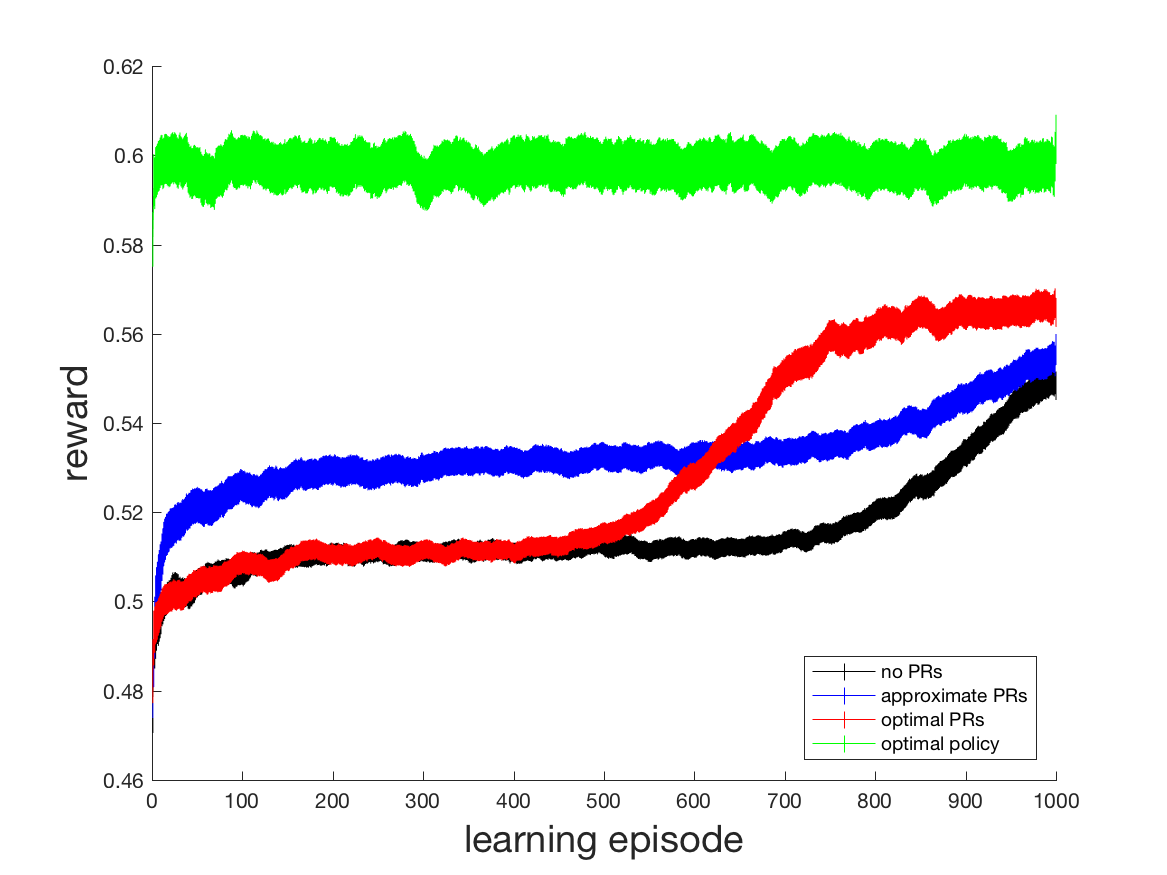 0.62
0.6
0.58
0.56
0.54
0.52
0.5
0.48
0.46
reward
0 100 200 300 400 500 600 700 800 900 1000
learning episode
no PRs
approximate PRs
optimal PRs
optimal policy